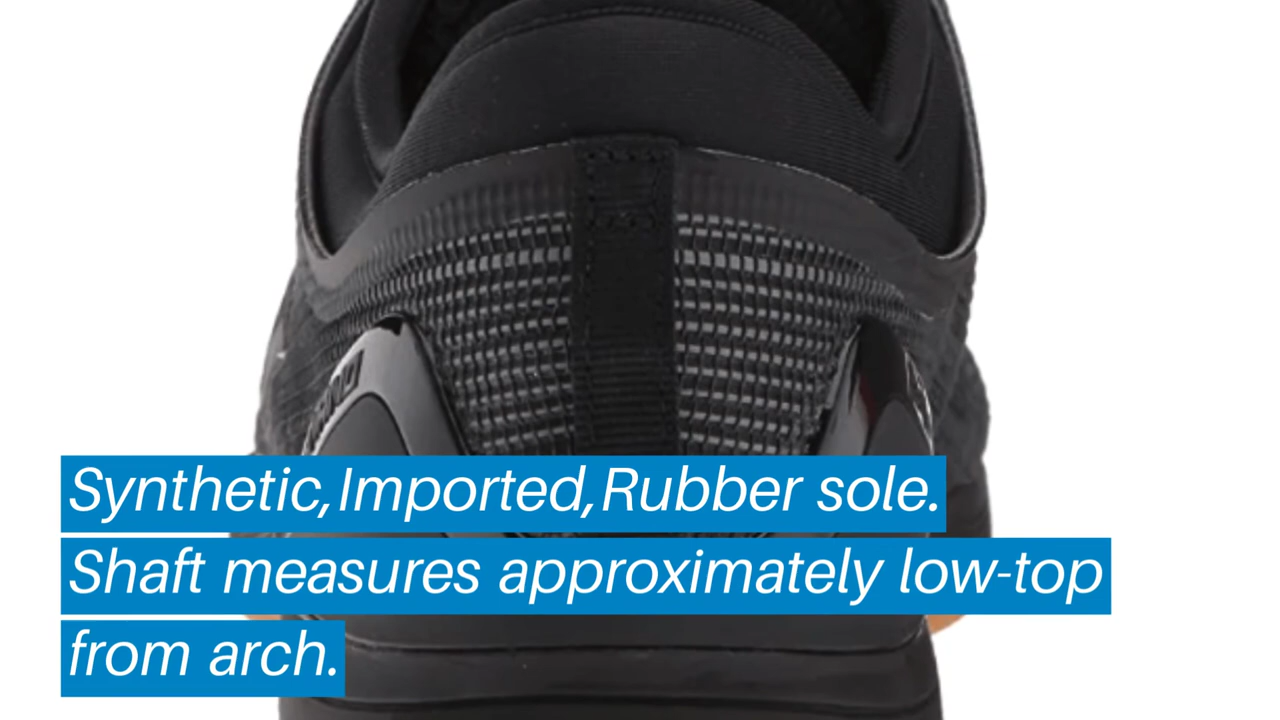 Synthetic,Imported,Rubber sole.
Shaft measures approximately low-top
from arch.